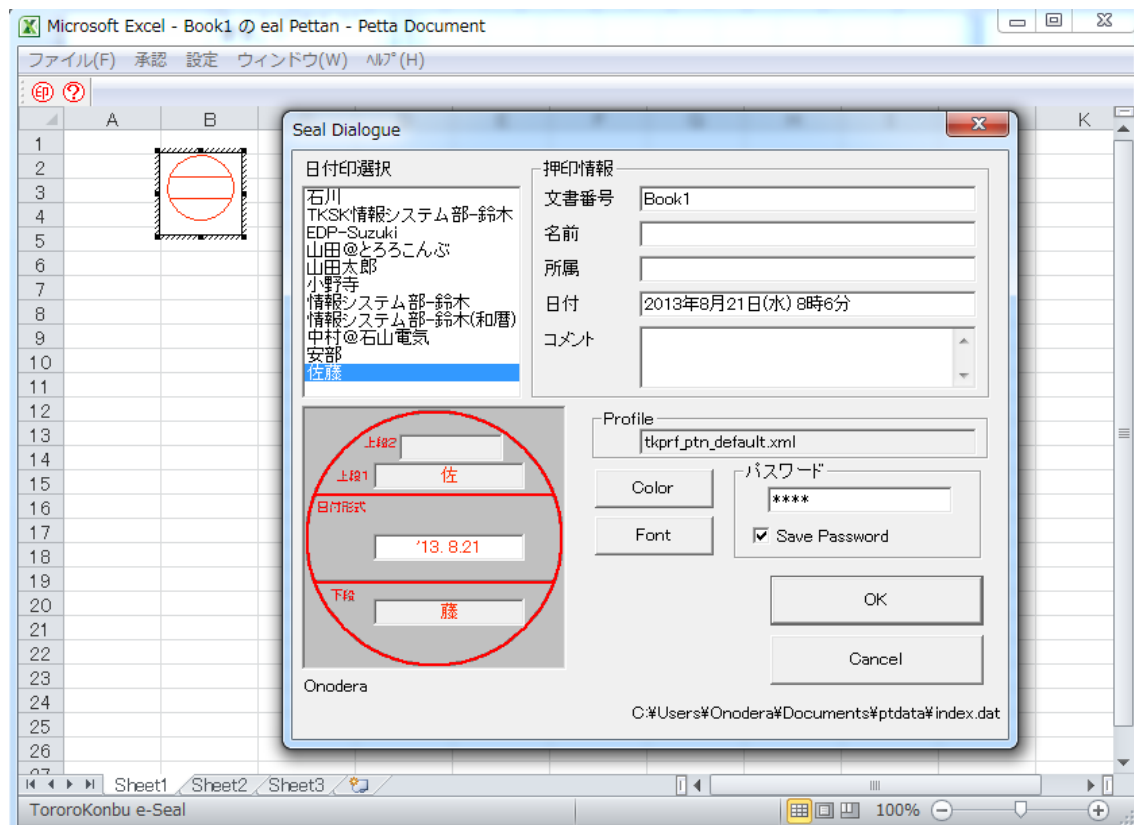 Microsoft Excel - Book1 の eal Pettan - Petta Document
ファイル(F) 承認 設定 ウィンドウ(W) ヘルプ(H)
印 ?
A B K
1
2
3
4
5
6
7
8
9
10
11
12
13
14
15
16
17
18
19
20
21
22
23
24
25
26
Seal Dialogue
日付印選択
石川
TKSK情報システム部-鈴木
EDP-Suzuki
山田@とろろこんぶ
山田太郎
小野寺
情報システム部-鈴木
情報システム部-鈴木(和暦)
中村@石山電気
安部
佐藤
押印情報
文書番号 Book1
名前
所属
日付 2013年8月21日(水) 8時6分
コメント
上段2
上段1 佐
日付形式
'13. 8.21
下段 藤
Onodera
Profile
tkprf_ptn_default.xml
Color
Font
パスワード
****
Save Password
OK
Cancel
C:¥Users¥Onodera¥Documents¥ptdata¥index.dat
Sheet1 Sheet2 Sheet3
TororoKonbu e-Seal 100%